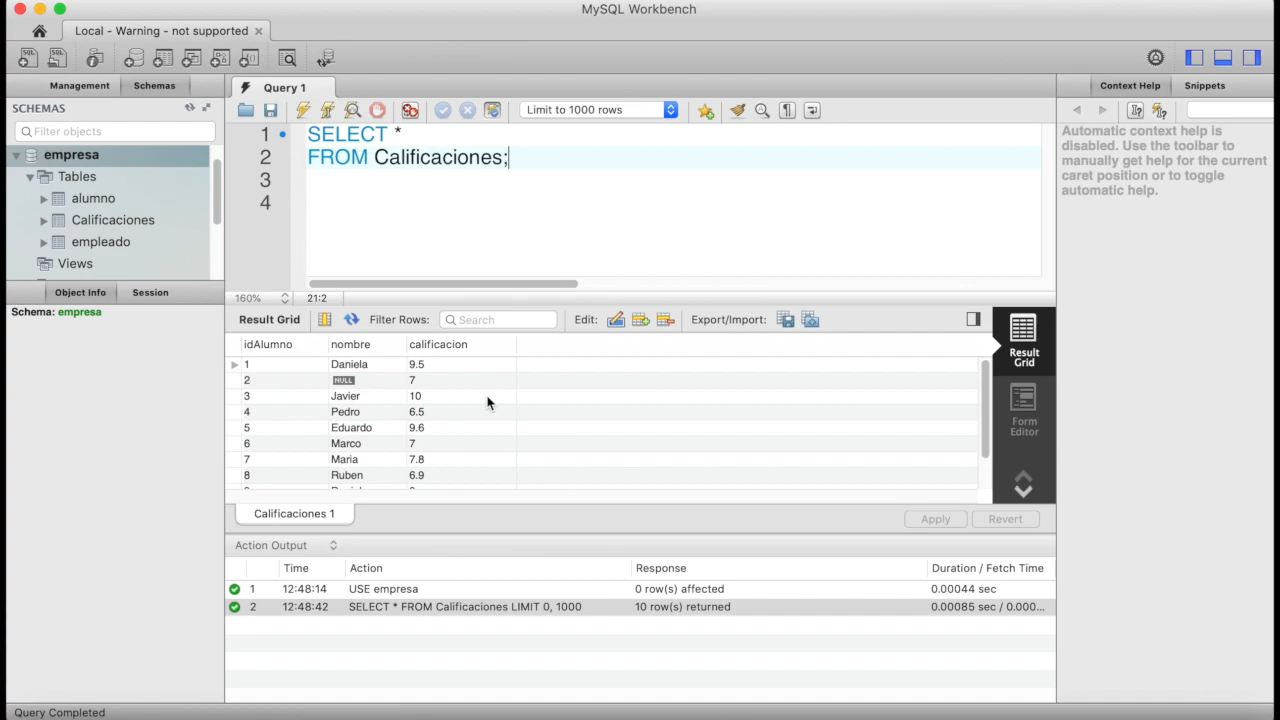 MySQL Workbench
Local - Warning - not supported
Management Schemas
SCHEMAS
Filter objects
empresa
Tables
alumno
Calificaciones
empleado
Views
Object Info Session
Schema: empresa
Query 1
Limit to 1000 rows
1 SELECT *
2 FROM Calificaciones;
3
4
160% 21:2
Result Grid Filter Rows: Search Edit: Export/Import:
idAlumno nombre calificacion
1 Daniela 9.5
2 NULL 7
3 Javier 10
4 Pedro 6.5
5 Eduardo 9.6
6 Marco 7
7 Maria 7.8
8 Ruben 6.9
Result Grid
Form Editor
Calificaciones 1 Apply Revert
Action Output
Time Action Response Duration / Fetch Time
1 12:48:14 USE empresa 0 row(s) affected 0.00044 sec
2 12:48:42 SELECT * FROM Calificaciones LIMIT 0, 1000 10 row(s) returned 0.00085 sec / 0.000...
Context Help Snippets
Automatic context help is
disabled. Use the toolbar to
manually get help for the current
caret position or to toggle
automatic help.
Query Completed